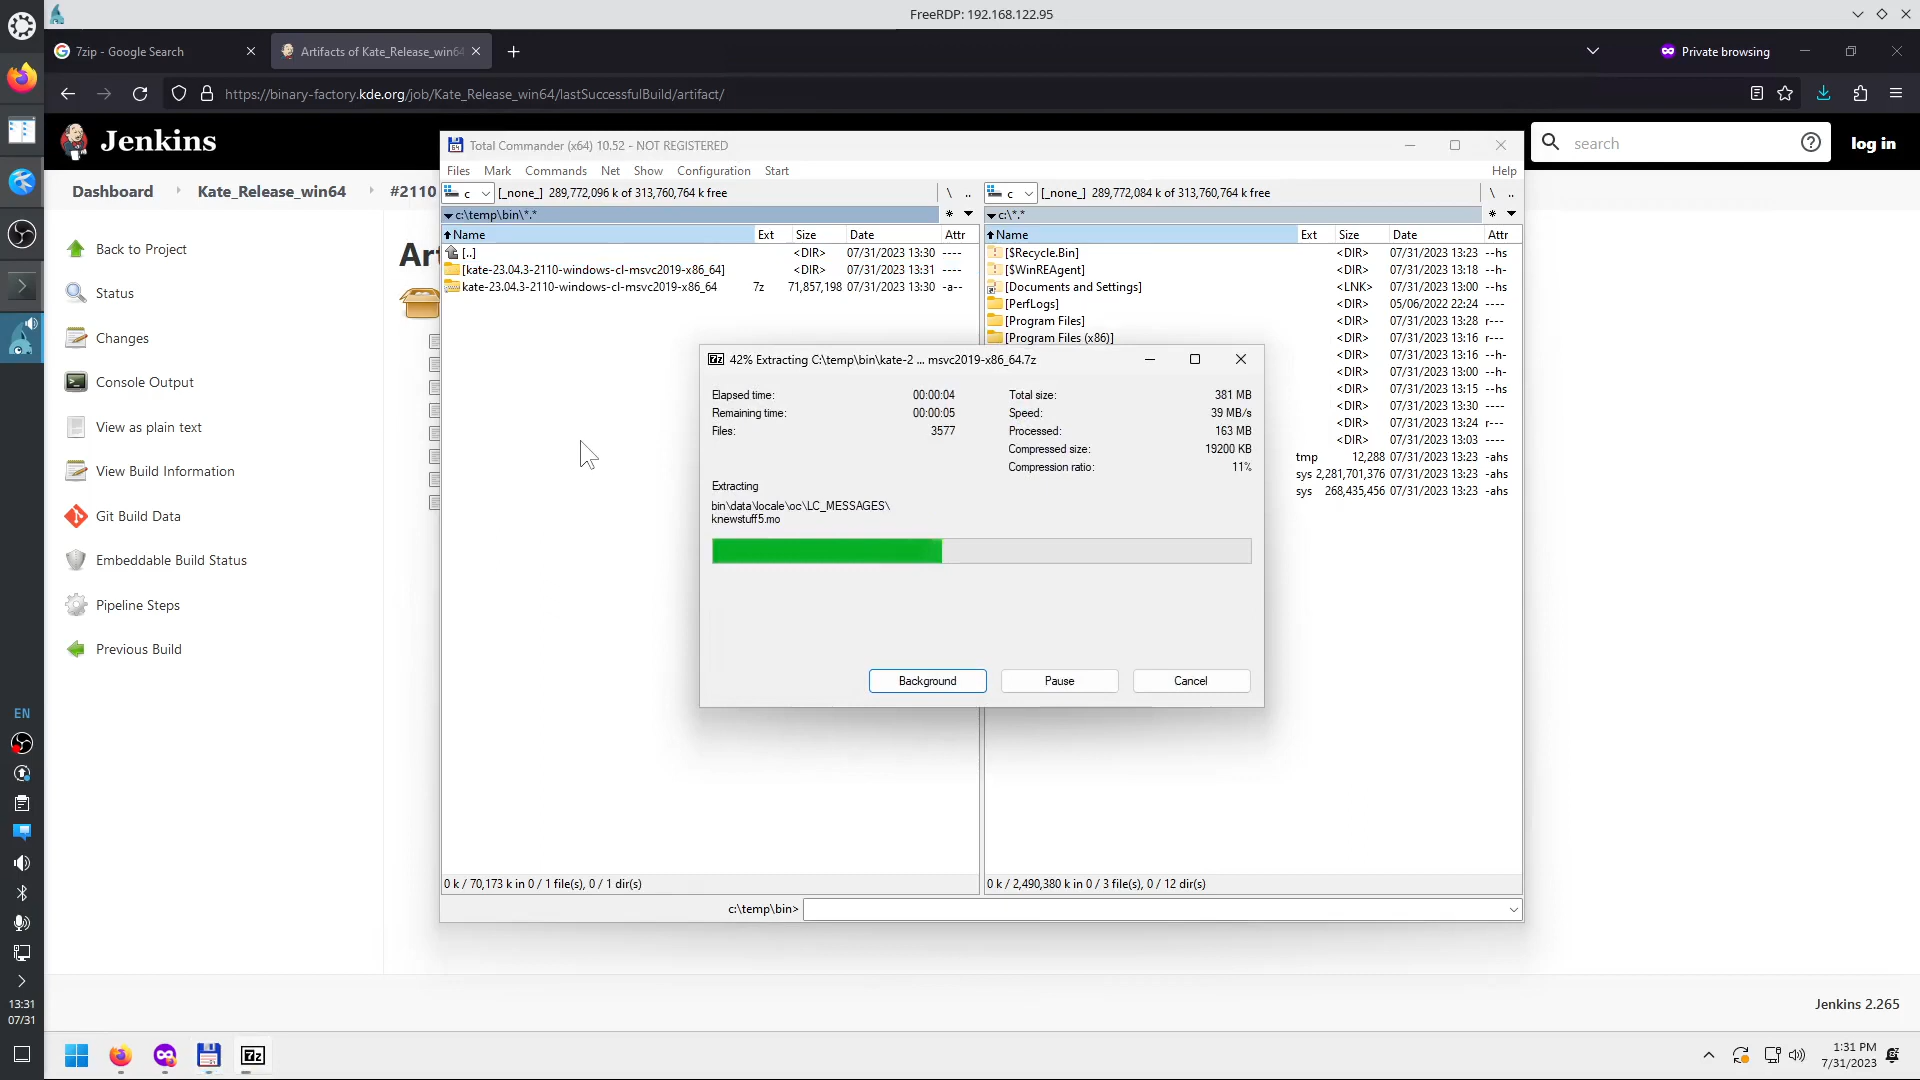 FreeRDP: 192.168.122.95
7zip - Google Search
Artifacts of Kate_Release_win64
Private browsing
https://binary-factory.kde.org/job/Kate_Release_win64/lastSuccessfulBuild/artifact/
Jenkins
search
log in
Dashboard
Kate_Release_win64
#2110
Back to Project
Status
Changes
Console Output
View as plain text
View Build Information
Git Build Data
Embeddable Build Status
Pipeline Steps
Previous Build
Art
Total Commander (x64) 10.52 - NOT REGISTERED
Files Mark Commands Net Show Configuration Start Help
c [_none_] 289,772,096 k of 313,760,764 k free \ ..
c:\temp\bin\*.* *
Name Ext Size Date Attr
[..] <DIR> 07/31/2023 13:30 ----
[kate-23.04.3-2110-windows-cl-msvc2019-x86_64] <DIR> 07/31/2023 13:31 ----
kate-23.04.3-2110-windows-cl-msvc2019-x86_64 7z 71,857,198 07/31/2023 13:30 -a--
0 k / 70,173 k in 0 / 1 file(s), 0 / 1 dir(s)
c [_none_] 289,772,084 k of 313,760,764 k free \ ..
c:\*.* *
Name Ext Size Date Attr
[$Recycle.Bin] <DIR> 07/31/2023 13:23 --hs
[$WinREAgent] <DIR> 07/31/2023 13:18 --h-
[Documents and Settings] <LNK> 07/31/2023 13:00 --hs
[PerfLogs] <DIR> 05/06/2022 22:24 ----
[Program Files] <DIR> 07/31/2023 13:28 r---
[Program Files (x86)] <DIR> 07/31/2023 13:16 r---
<DIR> 07/31/2023 13:16 --h-
<DIR> 07/31/2023 13:00 --h-
<DIR> 07/31/2023 13:15 --hs
<DIR> 07/31/2023 13:30 ----
<DIR> 07/31/2023 13:24 r---
<DIR> 07/31/2023 13:03 ----
tmp 12,288 07/31/2023 13:23 -ahs
sys 2,281,701,376 07/31/2023 13:23 -ahs
sys 268,435,456 07/31/2023 13:23 -ahs
0 k / 2,490,380 k in 0 / 3 file(s), 0 / 12 dir(s)
c:\temp\bin>
7z 42% Extracting C:\temp\bin\kate-2 ... msvc2019-x86_64.7z
Elapsed time: 00:00:04
Remaining time: 00:00:05
Files: 3577
Total size: 381 MB
Speed: 39 MB/s
Processed: 163 MB
Compressed size: 19200 KB
Compression ratio: 11%
Extracting
bin\data\locale\oc\LC_MESSAGES\
knewstuff5.mo
Background
Pause
Cancel
Jenkins 2.265
EN
13:31
07/31
7z
1:31 PM
7/31/2023